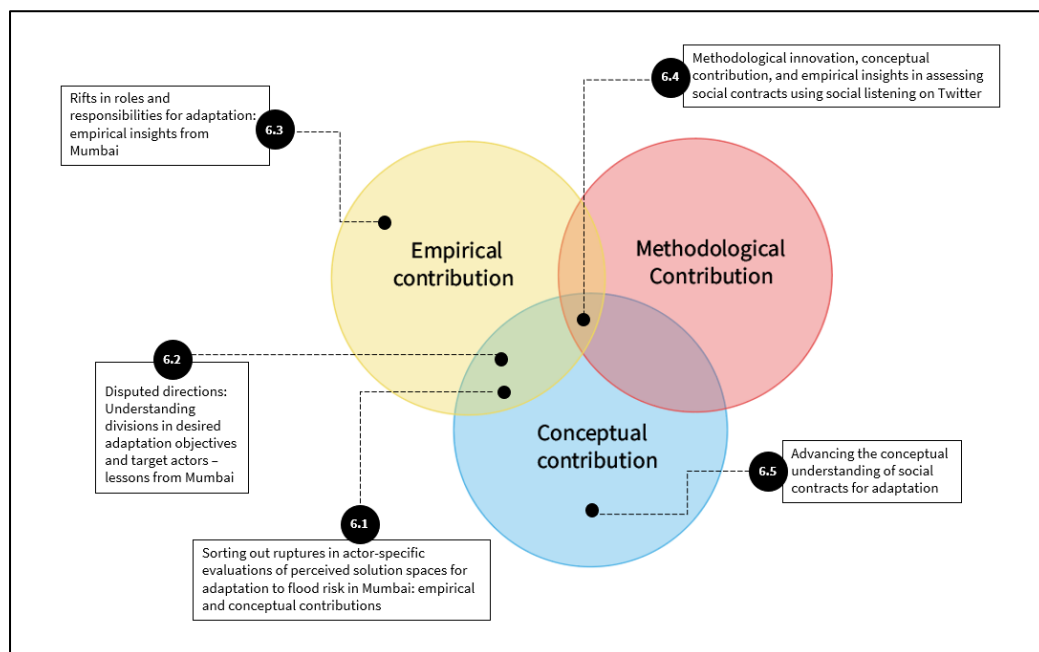 Methodological innovation, conceptual
contribution, and empirical insights in assessing
social contracts using social listening on Twitter
6.4
Rifts in roles and
responsibilities for adaptation:
empirical insights from
Mumbai
6.3
Empirical
contribution
Methodological
Contribution
6.2
Disputed directions:
Understanding
divisions in desired
adaptation objectives
and target actors –
lessons from Mumbai
Conceptual
contribution
6.5
Advancing the conceptual
understanding of social
contracts for adaptation
6.1
Sorting out ruptures in actor-specific
evaluations of perceived solution spaces for
adaptation to flood risk in Mumbai: empirical
and conceptual contributions